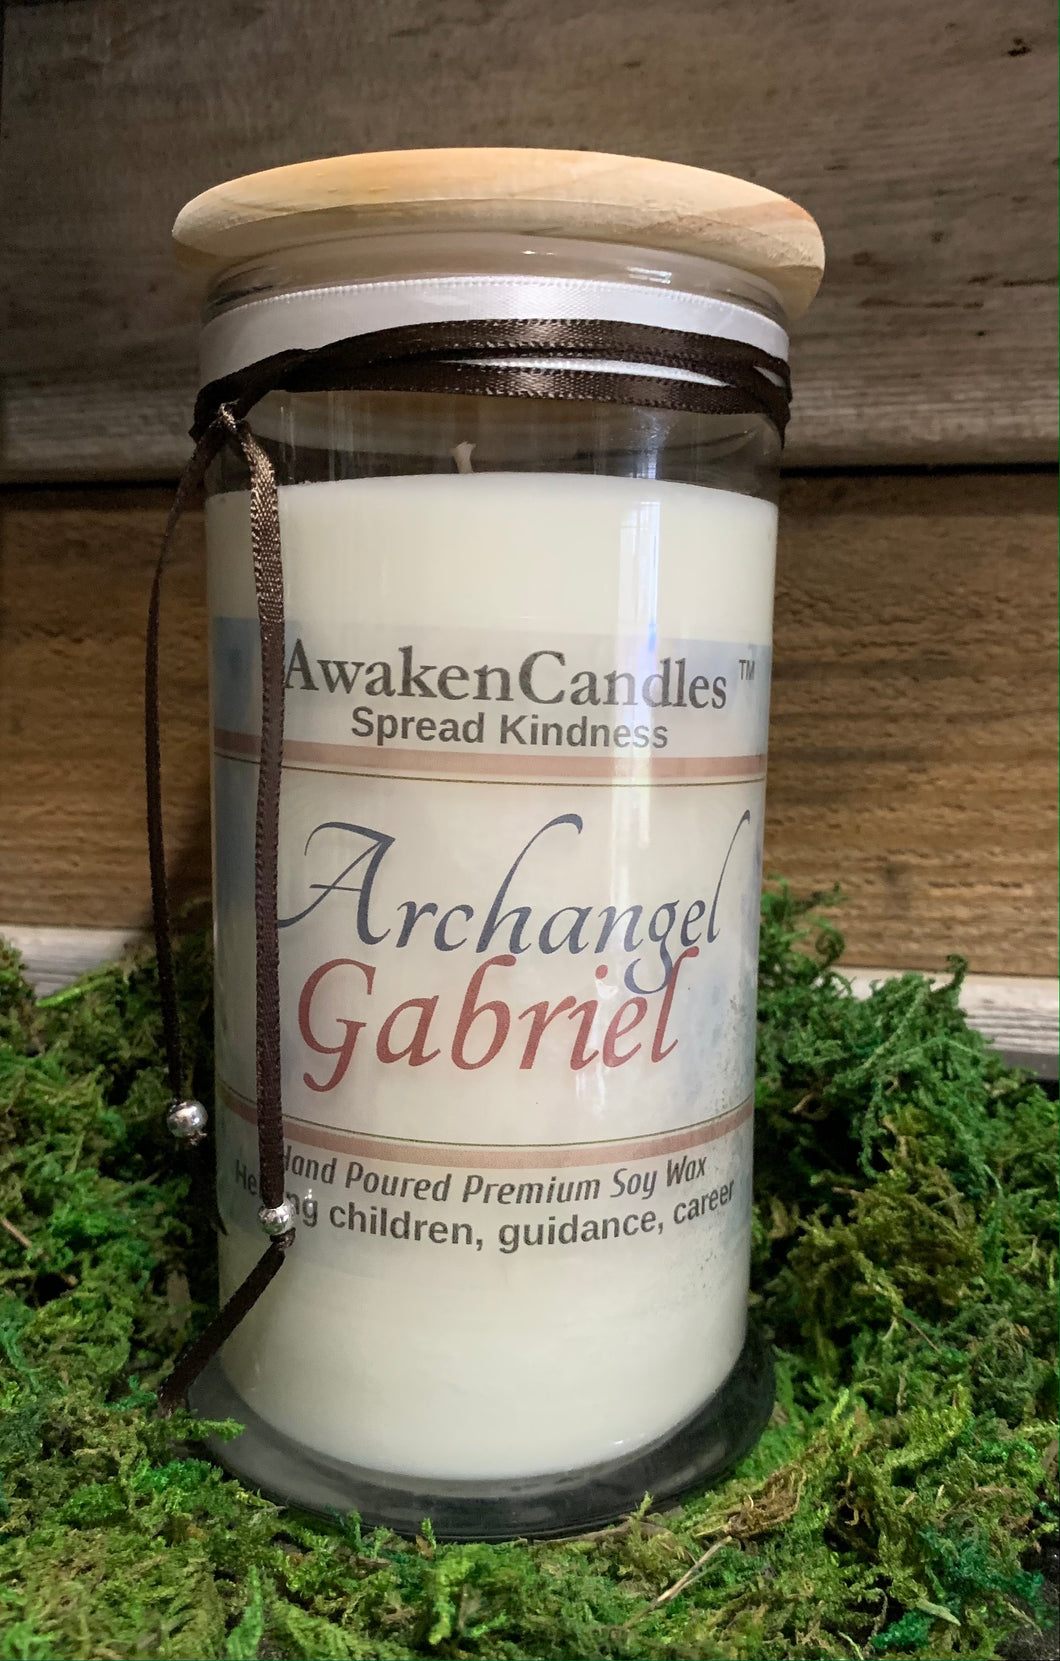 AwakenCandles ™
Spread Kindness
Archangel
Gabriel
Hand Poured Premium Soy Wax
children, guidance, career